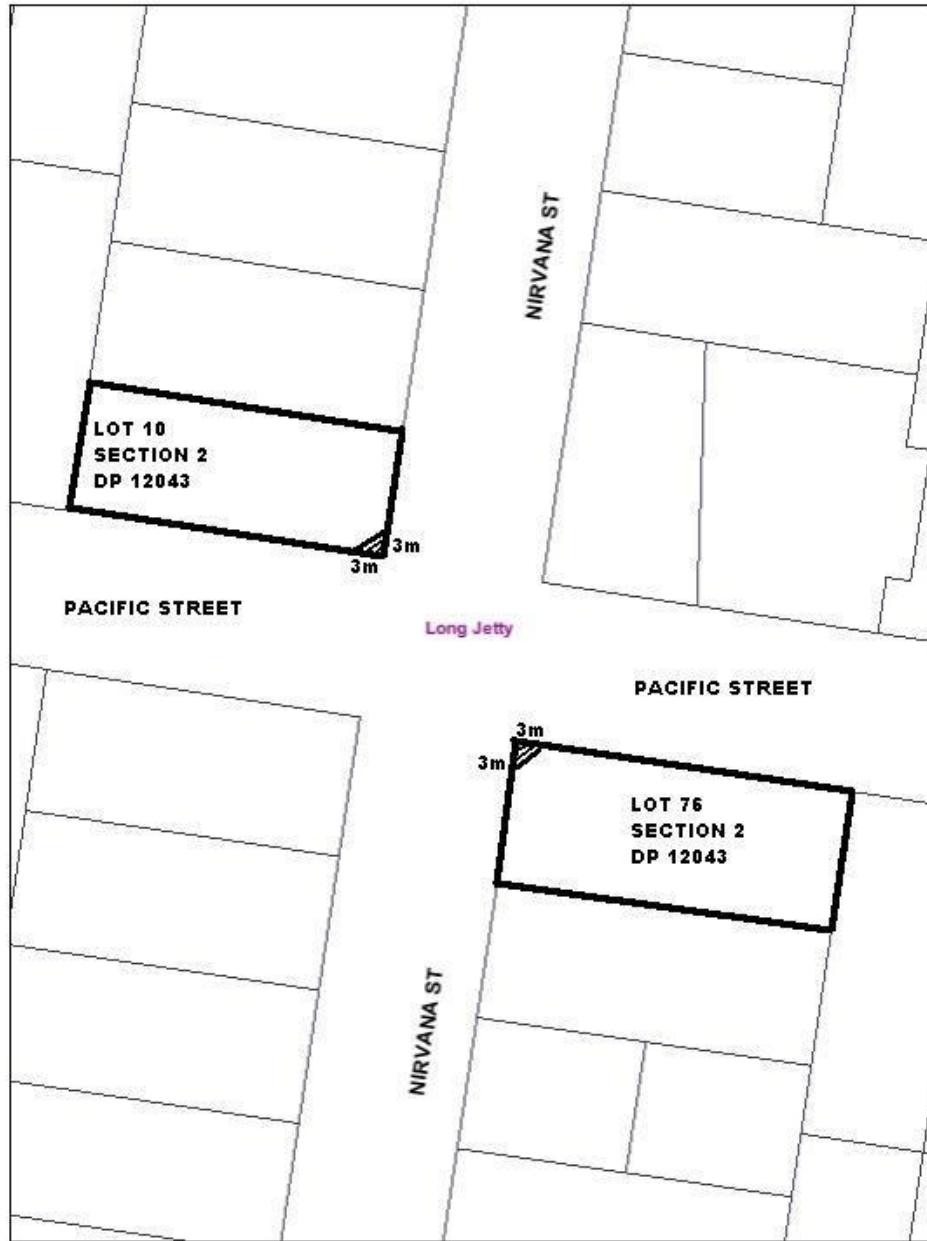 NIRVANA ST
LOT 10
SECTION 2
DP 12043
3m
3m
PACIFIC STREET
Long Jetty
PACIFIC STREET
3m
3m
LOT 76
SECTION 2
DP 12043
NIRVANA ST